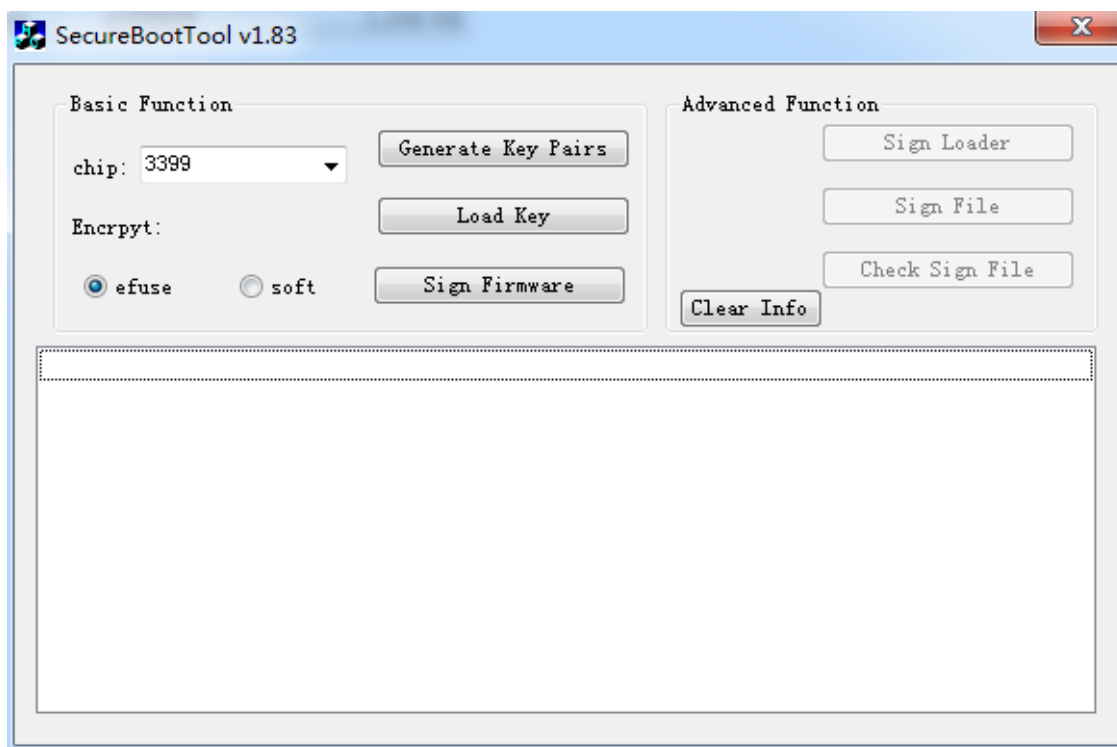 SecureBootTool v1.83
Basic Function
chip:
3399
Generate Key Pairs
Load Key
Encrpyt:
efuse
soft
Sign Firmware
Advanced Function
Sign Loader
Sign File
Check Sign File
Clear Info